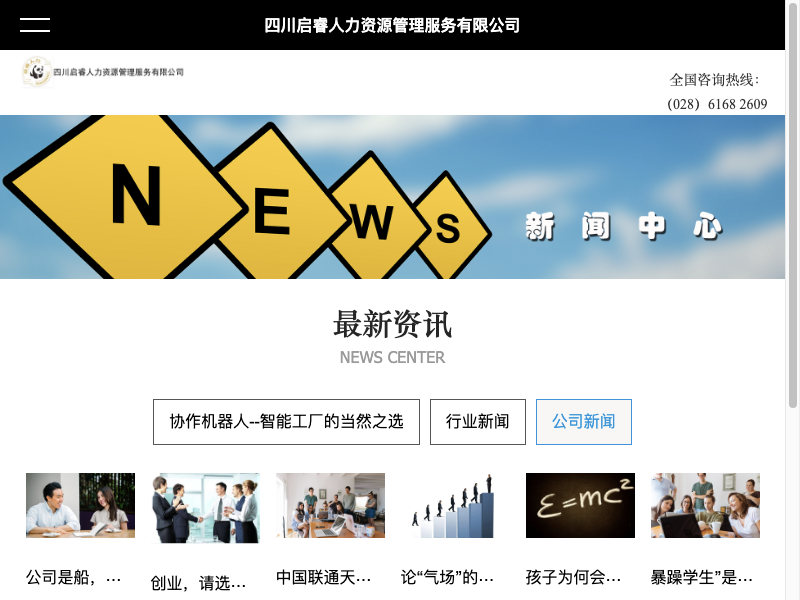 四川启睿人力资源管理服务有限公司
四川启睿人力资源管理服务有限公司
全国咨询热线：
（028）6168 2609
NEWS
新闻中心
最新资讯
NEWS CENTER
协作机器人--智能工厂的当然之选
行业新闻
公司新闻
ε=mc²
公司是船，...
创业，请选...
中国联通天...
论“气场”的...
孩子为何会...
暴躁学生”是...